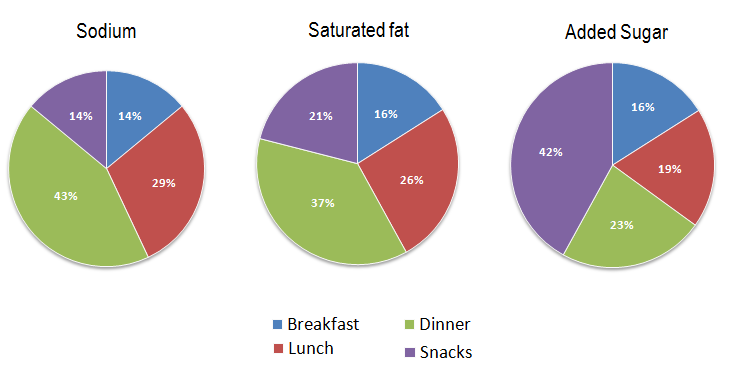 Sodium
Saturated fat
Added Sugar
14%
14%
29%
43%
21%
16%
26%
37%
16%
42%
19%
23%
Breakfast
Dinner
Lunch
Snacks